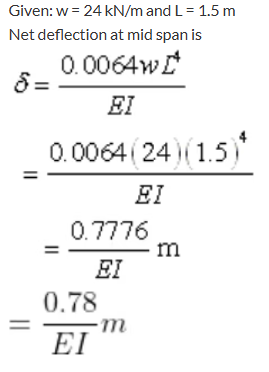 Given: w = 24 kN/m and L = 1.5 m
Net deflection at mid span is
δ = 0.0064wL⁴ / EI
= 0.0064(24)(1.5)⁴ / EI
= 0.7776 / EI m
= 0.78 / EI m